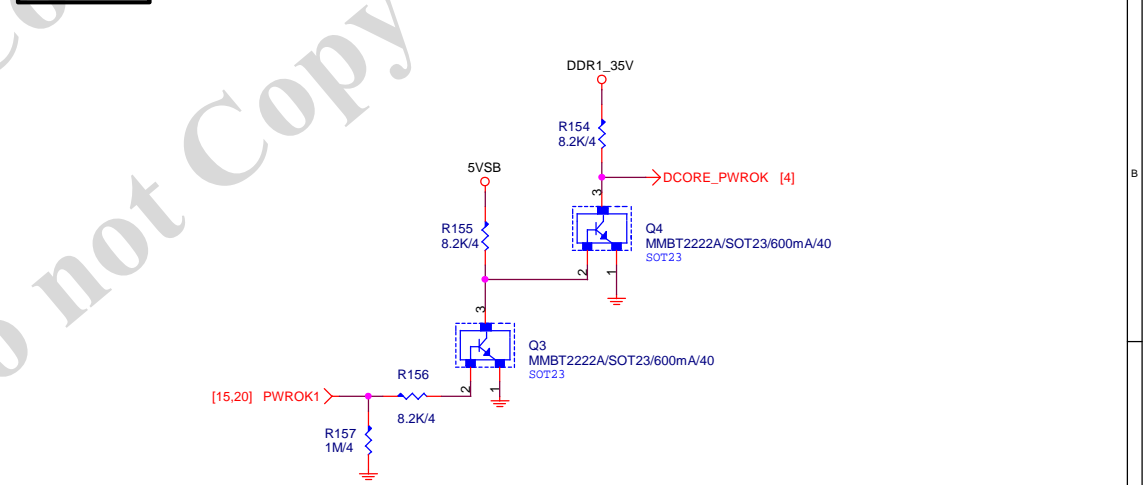 Do not Copy
DDR1_35V
R154
8.2K/4
5VSB
DCORE_PWROK [4]
B
3
R155
8.2K/4
Q4
MMBT2222A/SOT23/600mA/40
SOT23
2
1
3
Q3
MMBT2222A/SOT23/600mA/40
SOT23
R156
2
1
[15,20] PWROK1
8.2K/4
R157
1M/4